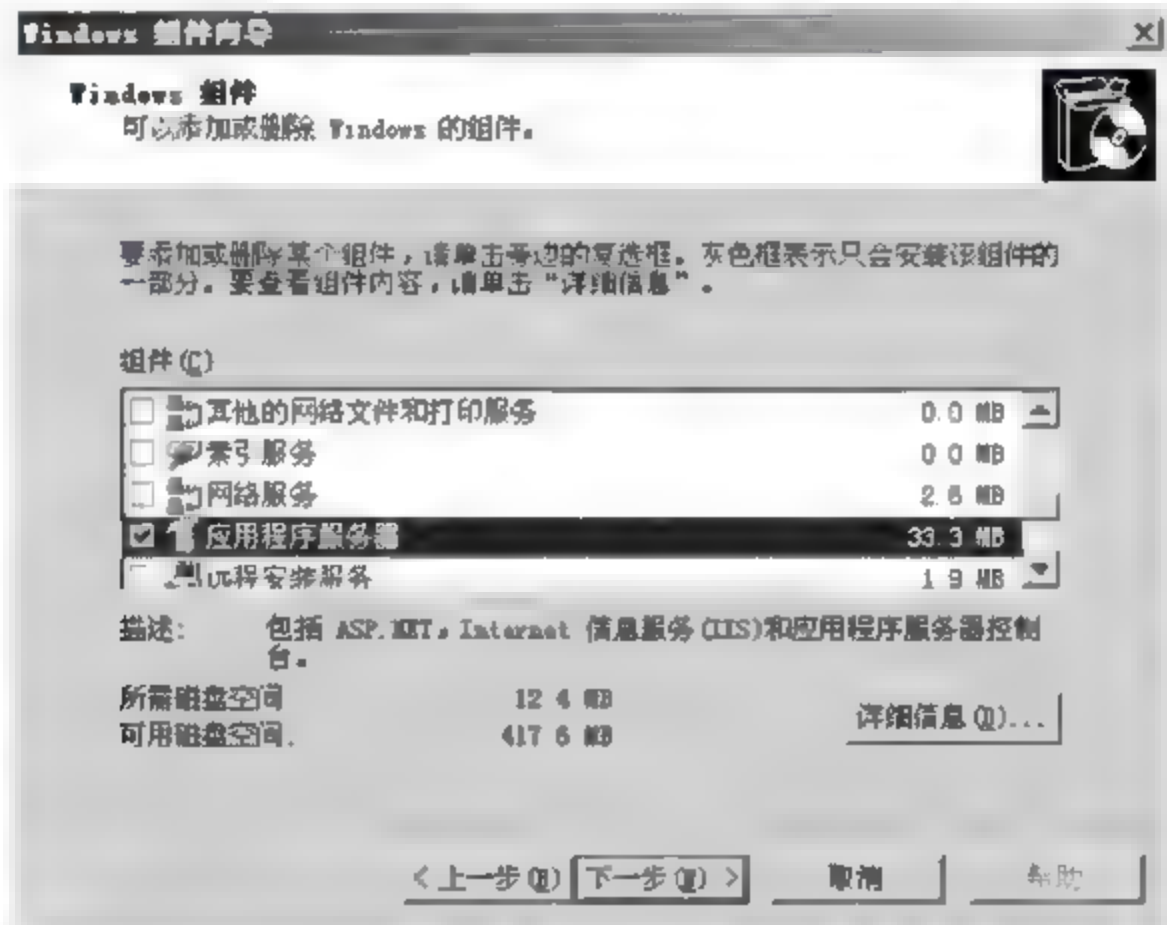 Windows 组件向导
Windows 组件
可以添加或删除 Windows 的组件。
要添加或删除某个组件，请单击旁边的复选框。灰色框表示只会安装该组件的
一部分。要查看组件内容，请单击“详细信息”。
组件(C)
其他的网络文件和打印服务 0.0 MB
索引服务 0.0 MB
网络服务 2.6 MB
应用程序服务器 33.3 MB
远程安装服务 1.9 MB
描述: 包括 ASP.NET, Internet 信息服务(IIS)和应用程序服务器控制
台。
所需磁盘空间 12.4 MB
可用磁盘空间: 417.6 MB
详细信息(D)...
< 上一步(B) 下一步(N) > 取消 帮助